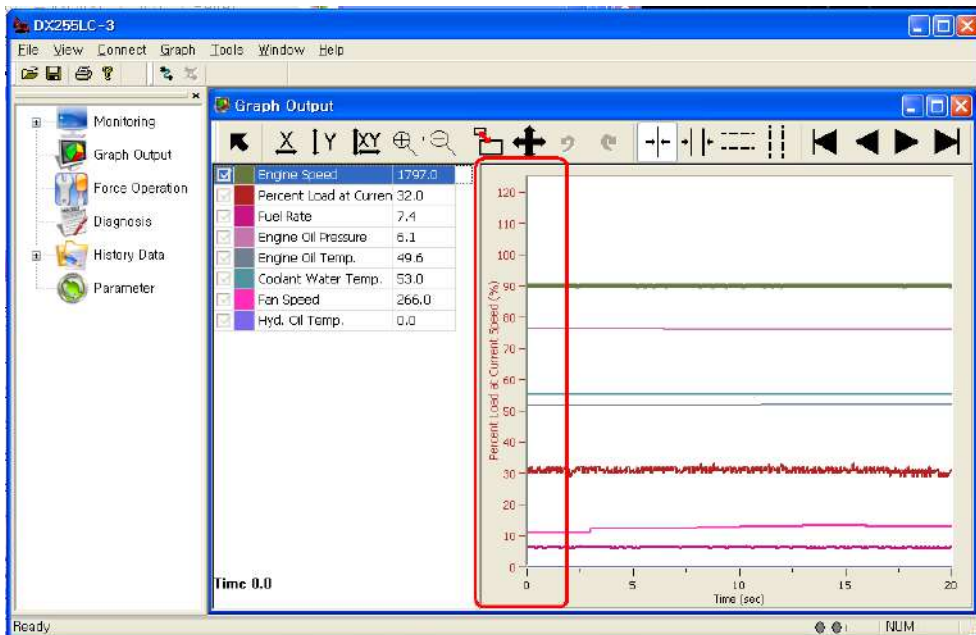 DX255LC-3
File View Connect Graph Tools Window Help
Monitoring
Graph Output
Force Operation
Diagnosis
History Data
Parameter
Graph Output
X Y XY
Engine Speed 1797.0
Percent Load at Curren 32.0
Fuel Rate 7.4
Engine Oil Pressure 6.1
Engine Oil Temp. 49.6
Coolant Water Temp. 53.0
Fan Speed 266.0
Hyd. Oil Temp. 0.0
Time 0.0
Percent Load at Current Speed (%)
120
110
100
90
80
70
60
50
40
30
20
10
0
0 5 10 15 20
Time (sec)
Ready NUM